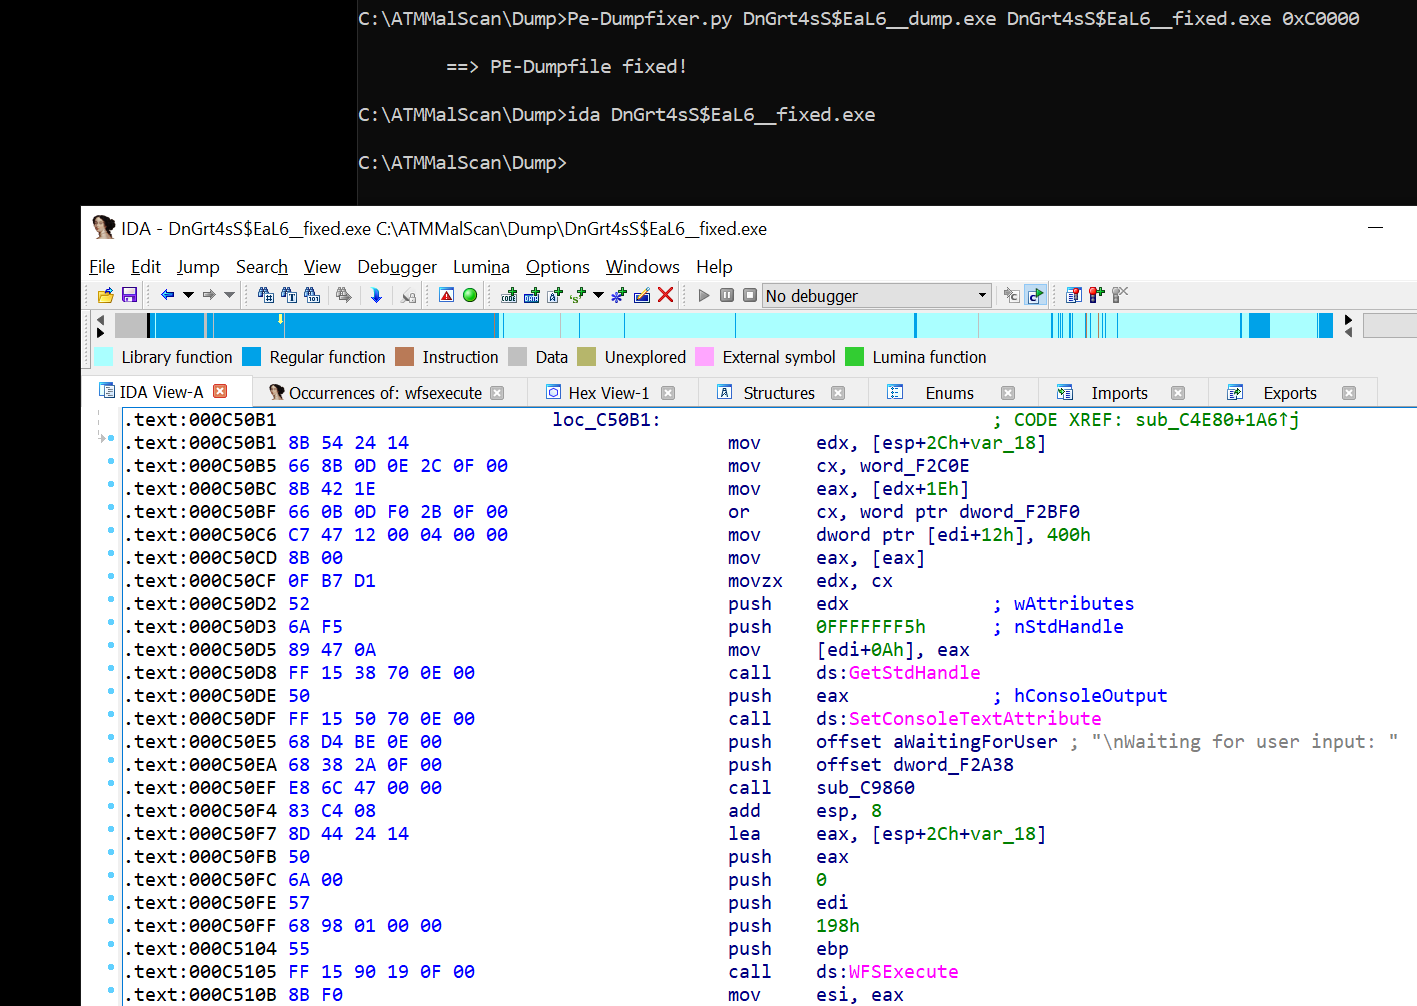 C:\ATMMalScan\Dump>Pe-Dumpfixer.py DnGrt4sS$EaL6__dump.exe DnGrt4sS$EaL6__fixed.exe 0xC0000
==> PE-Dumpfile fixed!
C:\ATMMalScan\Dump>ida DnGrt4sS$EaL6__fixed.exe
C:\ATMMalScan\Dump>
IDA - DnGrt4sS$EaL6__fixed.exe C:\ATMMalScan\Dump\DnGrt4sS$EaL6__fixed.exe
File Edit Jump Search View Debugger Lumina Options Windows Help
No debugger
Library function Regular function Instruction Data Unexplored External symbol Lumina function
IDA View-A Occurrences of: wfsexecute Hex View-1 Structures Enums Imports Exports
.text:000C50B1 loc_C50B1: ; CODE XREF: sub_C4E80+1A6↑j
.text:000C50B1 8B 54 24 14 mov edx, [esp+2Ch+var_18]
.text:000C50B5 66 8B 0D 0E 2C 0F 00 mov cx, word_F2C0E
.text:000C50BC 8B 42 1E mov eax, [edx+1Eh]
.text:000C50BF 66 0B 0D F0 2B 0F 00 or cx, word ptr dword_F2BF0
.text:000C50C6 C7 47 12 00 04 00 00 mov dword ptr [edi+12h], 400h
.text:000C50CD 8B 00 mov eax, [eax]
.text:000C50CF 0F B7 D1 movzx edx, cx
.text:000C50D2 52 push edx ; wAttributes
.text:000C50D3 6A F5 push 0FFFFFFF5h ; nStdHandle
.text:000C50D5 89 47 0A mov [edi+0Ah], eax
.text:000C50D8 FF 15 38 70 0E 00 call ds:GetStdHandle
.text:000C50DE 50 push eax ; hConsoleOutput
.text:000C50DF FF 15 50 70 0E 00 call ds:SetConsoleTextAttribute
.text:000C50E5 68 D4 BE 0E 00 push offset aWaitingForUser ; "\nWaiting for user input: "
.text:000C50EA 68 38 2A 0F 00 push offset dword_F2A38
.text:000C50EF E8 6C 47 00 00 call sub_C9860
.text:000C50F4 83 C4 08 add esp, 8
.text:000C50F7 8D 44 24 14 lea eax, [esp+2Ch+var_18]
.text:000C50FB 50 push eax
.text:000C50FC 6A 00 push 0
.text:000C50FE 57 push edi
.text:000C50FF 68 98 01 00 00 push 198h
.text:000C5104 55 push ebp
.text:000C5105 FF 15 90 19 0F 00 call ds:WFSExecute
.text:000C510B 8B F0 mov esi, eax